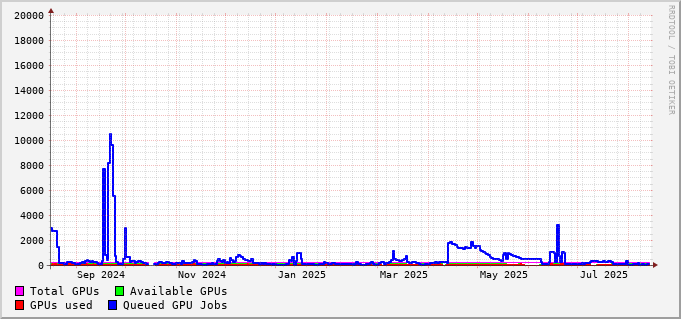 20000
18000
16000
14000
12000
10000
8000
6000
4000
2000
0
Sep 2024 Nov 2024 Jan 2025 Mar 2025 May 2025 Jul 2025
Total GPUs Available GPUs
GPUs used Queued GPU Jobs
RRDTOOL / TOBI OETIKER